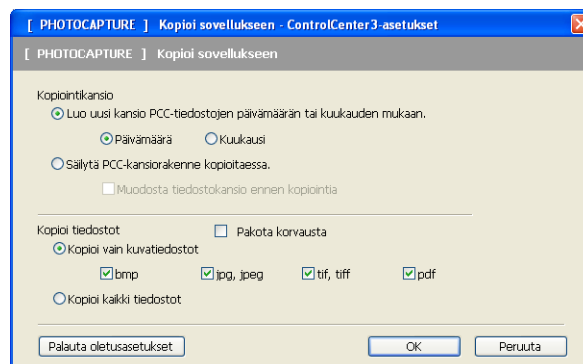 [ PHOTOCAPTURE ] Kopioi sovellukseen - ControlCenter3-asetukset
[ PHOTOCAPTURE ] Kopioi sovellukseen
Kopiointikansio
Luo uusi kansio PCC-tiedostojen päivämäärän tai kuukauden mukaan.
Päivämäärä Kuukausi
Säilytä PCC-kansiorakenne kopioitaessa.
Muodosta tiedostokansio ennen kopiointia
Kopioi tiedostot Pakota korvausta
Kopioi vain kuvatiedostot
bmp jpg, jpeg tif, tiff pdf
Kopioi kaikki tiedostot
Palauta oletusasetukset OK Peruuta